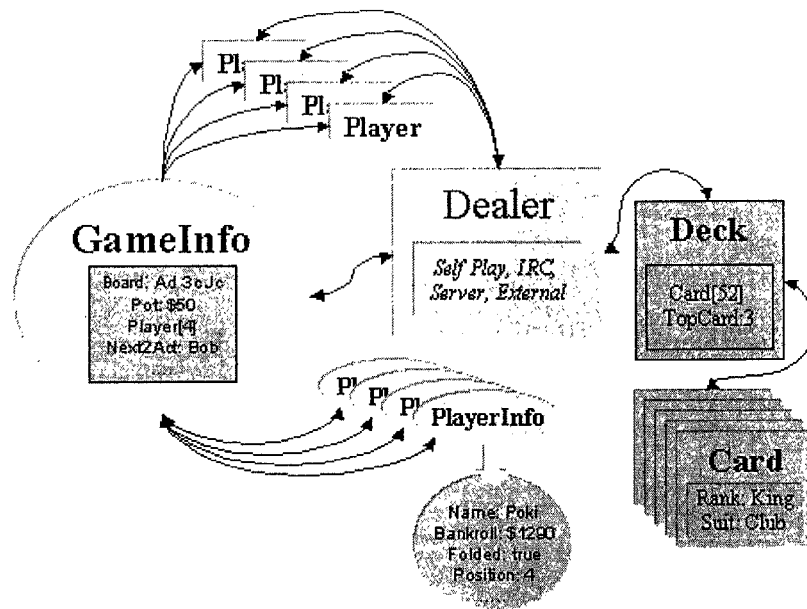 Pl
Pl
Pl
Player
GameInfo
Board: Ad 3c Jc
Pot: $50
Player[4]
Next2Act: Bob
Dealer
Self Play, IRC,
Server, External
Deck
Card[52]
TopCard:3
Pl
Pl
Pl
PlayerInfo
Name: Poki
Bankroll: $1290
Folded: true
Position: 4
Card
Rank: King
Suit: Club